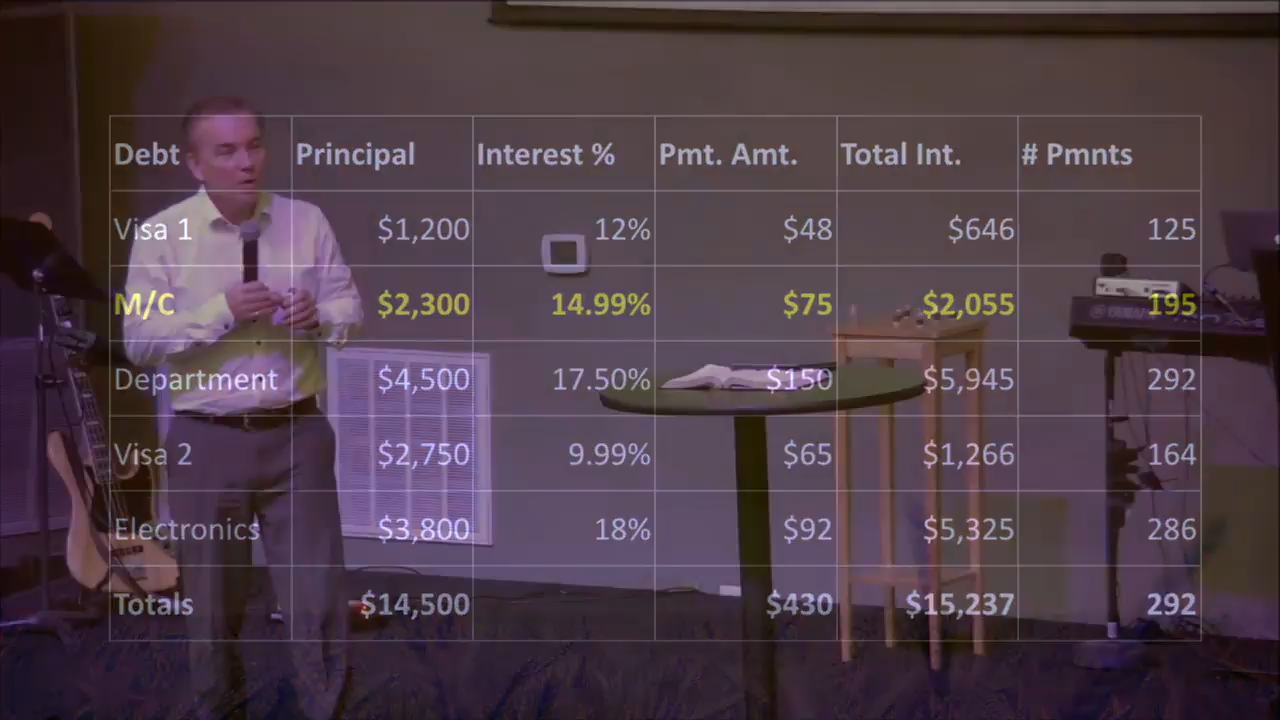 Debt Principal Interest % Pmt. Amt. Total Int. # Pmnts
Visa 1 $1,200 12% $48 $646 125
M/C $2,300 14.99% $75 $2,055 195
Department $4,500 17.50% $150 $5,945 292
Visa 2 $2,750 9.99% $65 $1,266 164
Electronics $3,800 18% $92 $5,325 286
Totals $14,500 $430 $15,237 292